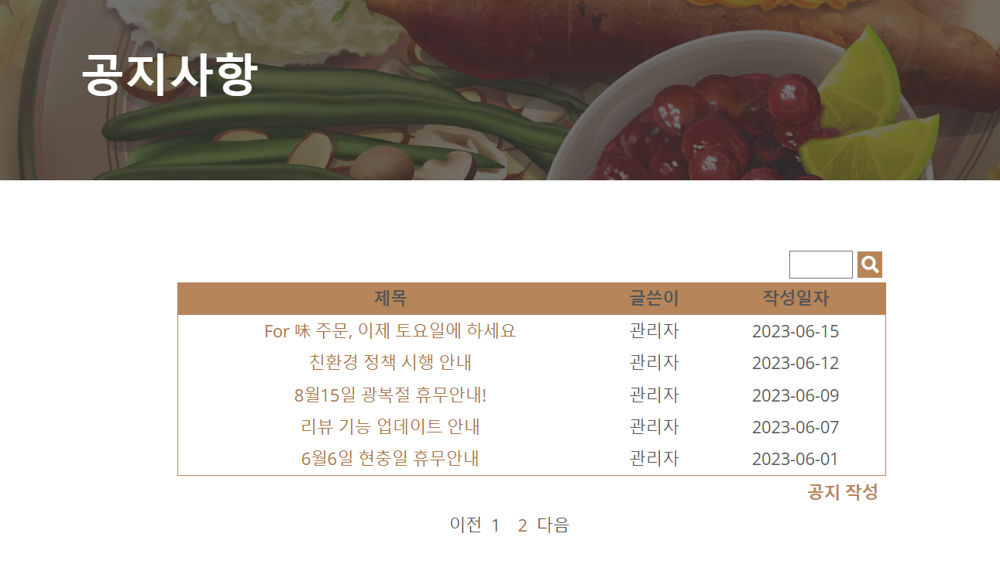 공지사항
제목 글쓴이 작성일자
For 味 주문, 이제 토요일에 하세요 관리자 2023-06-15
친환경 정책 시행 안내 관리자 2023-06-12
8월15일 광복절 휴무안내! 관리자 2023-06-09
리뷰 기능 업데이트 안내 관리자 2023-06-07
6월6일 현충일 휴무안내 관리자 2023-06-01
공지 작성
이전 1 2 다음